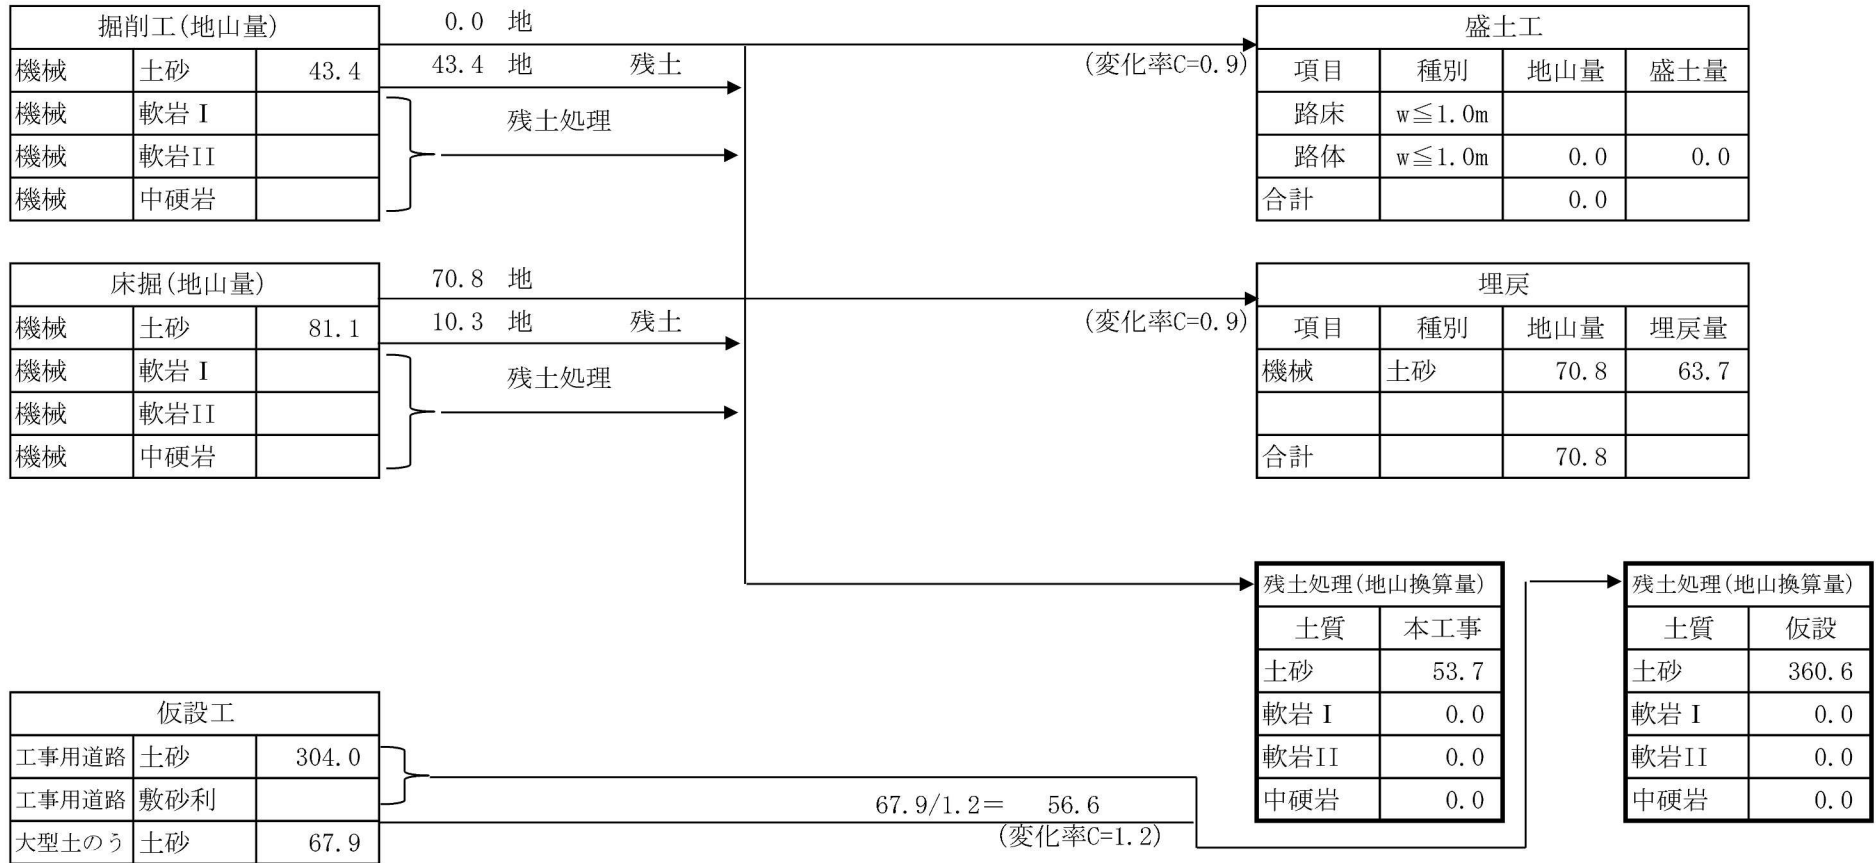 掘削工(地山量)
機械 土砂 43.4
機械 軟岩Ⅰ
機械 軟岩II
機械 中硬岩
0.0 地
43.4 地 残土
残土処理
(変化率C=0.9)
盛土工
項目 種別 地山量 盛土量
路床 w≦1.0m
路体 w≦1.0m 0.0 0.0
合計 0.0
床掘(地山量)
機械 土砂 81.1
機械 軟岩Ⅰ
機械 軟岩II
機械 中硬岩
70.8 地
10.3 地 残土
残土処理
(変化率C=0.9)
埋戻
項目 種別 地山量 埋戻量
機械 土砂 70.8 63.7
合計 70.8
残土処理(地山換算量)
土質 本工事
土砂 53.7
軟岩Ⅰ 0.0
軟岩II 0.0
中硬岩 0.0
残土処理(地山換算量)
土質 仮設
土砂 360.6
軟岩Ⅰ 0.0
軟岩II 0.0
中硬岩 0.0
仮設工
工事用道路 土砂 304.0
工事用道路 敷砂利
大型土のう 土砂 67.9
67.9/1.2= 56.6
(変化率C=1.2)